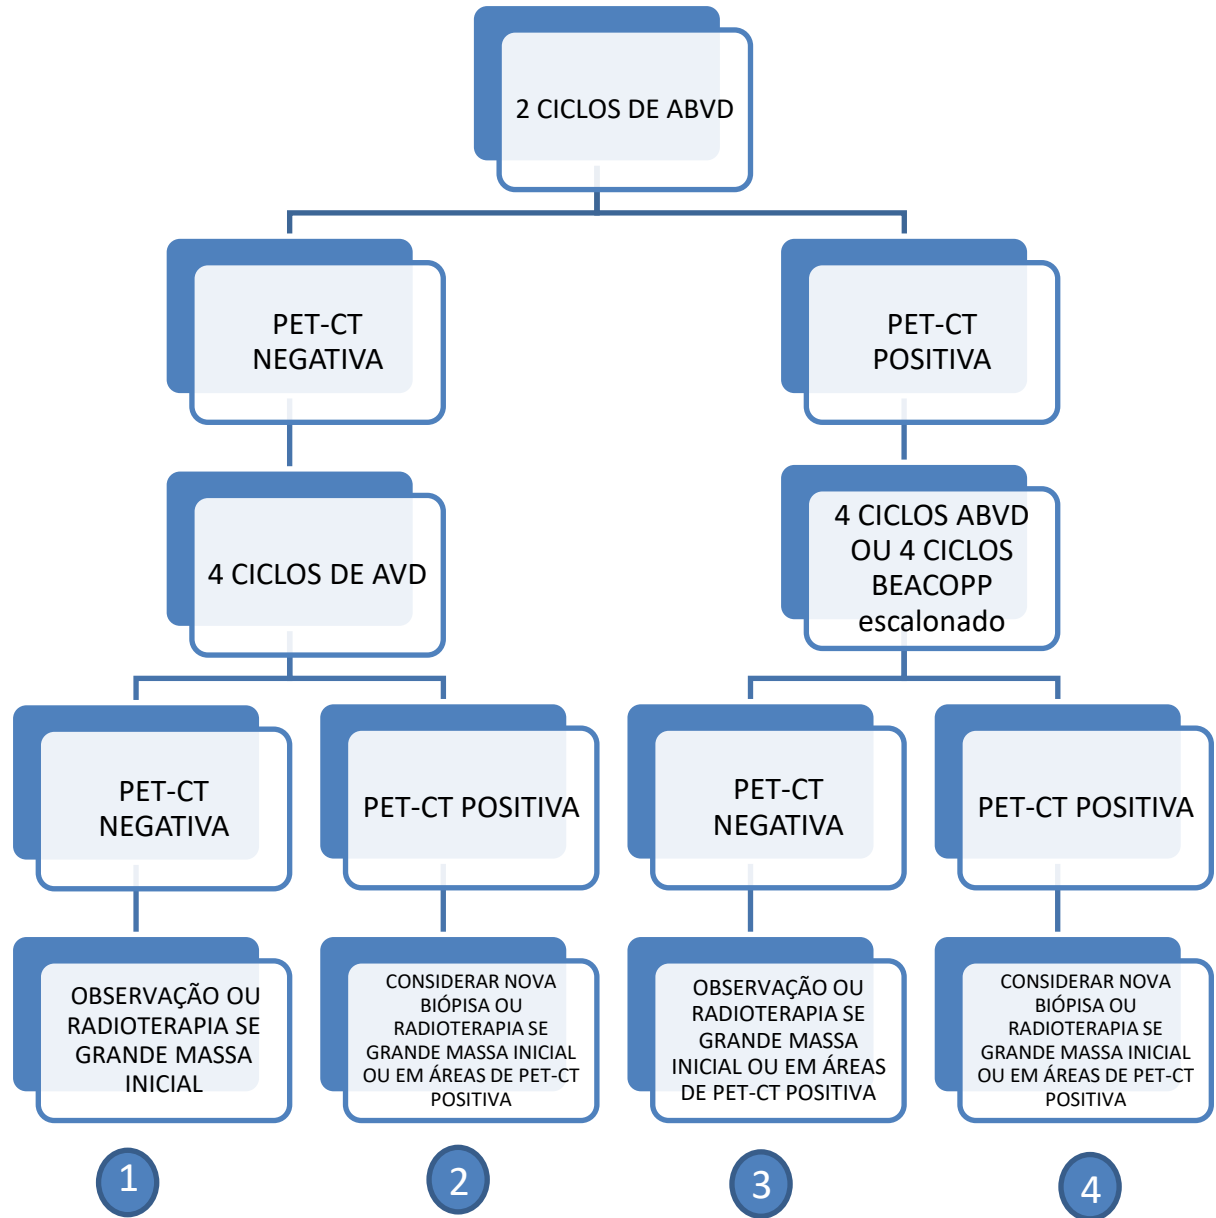 2 CICLOS DE ABVD
PET-CT
NEGATIVA
PET-CT
POSITIVA
4 CICLOS DE AVD
4 CICLOS ABVD
OU 4 CICLOS
BEACOPP
escalonado
PET-CT
NEGATIVA
PET-CT POSITIVA
PET-CT
NEGATIVA
PET-CT POSITIVA
OBSERVAÇÃO OU
RADIOTERAPIA SE
GRANDE MASSA
INICIAL
CONSIDERAR NOVA
BIÓPISA OU
RADIOTERAPIA SE
GRANDE MASSA INICIAL
OU EM ÁREAS DE PET-CT
POSITIVA
OBSERVAÇÃO OU
RADIOTERAPIA SE
GRANDE MASSA
INICIAL OU EM ÁREAS
DE PET-CT POSITIVA
CONSIDERAR NOVA
BIÓPISA OU
RADIOTERAPIA SE
GRANDE MASSA INICIAL
OU EM ÁREAS DE PET-CT
POSITIVA
1
2
3
4